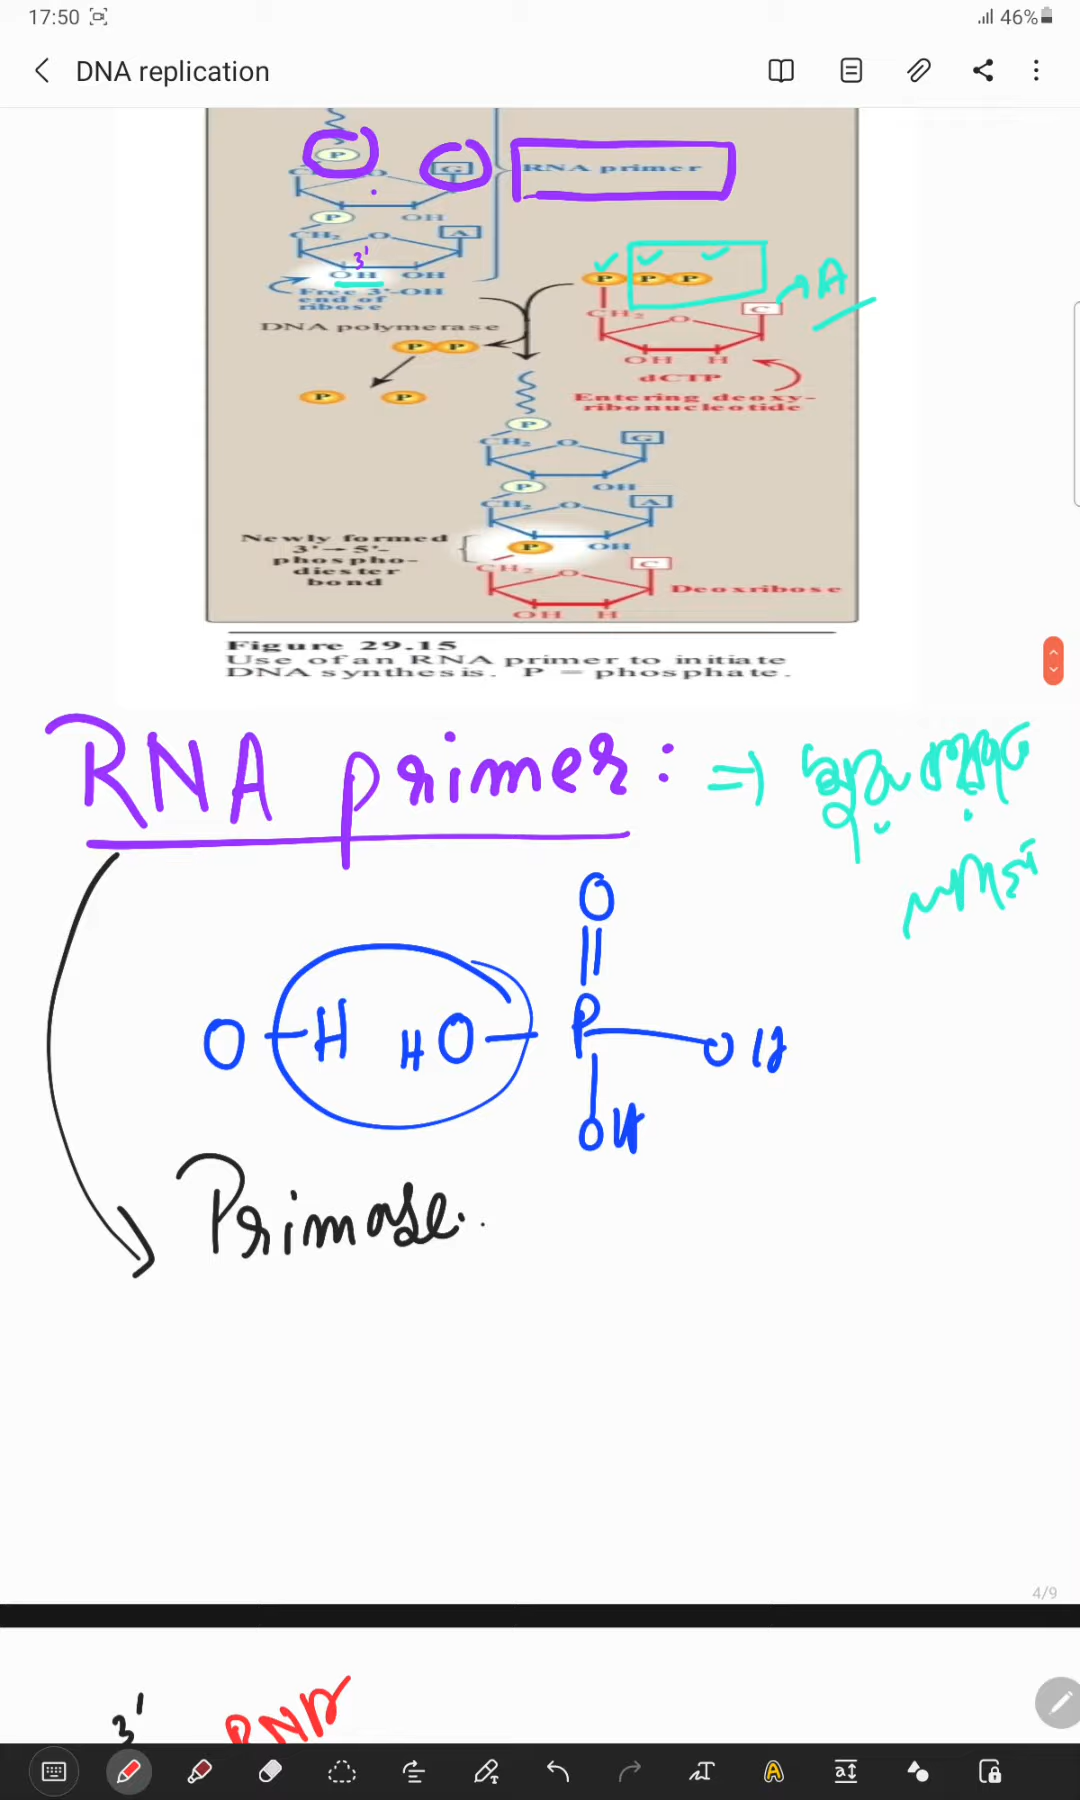 17:50
46%
DNA replication
P
G
RNA primer
CH
O
P
OH
CH2
O
A
3'
OH OH
Free 3'-OH
end of
ribose
P P P
A
C
CH2
O
DNA polymerase
P P
OH H
dCTP
P P
Entering deoxy-
ribonucleotide
P
CH2
O
G
P
OH
CH2
O
A
Newly formed
3'→5'-
phospho-
diester
bond
P
OH
CH2
O
C
Deoxribose
OH H
Figure 29.15
Use of an RNA primer to initiate
DNA synthesis. P = phosphate.
RNA primer: =>
O
O-H HO-P-OH
OH
Primase..
4/9
3'
RNA